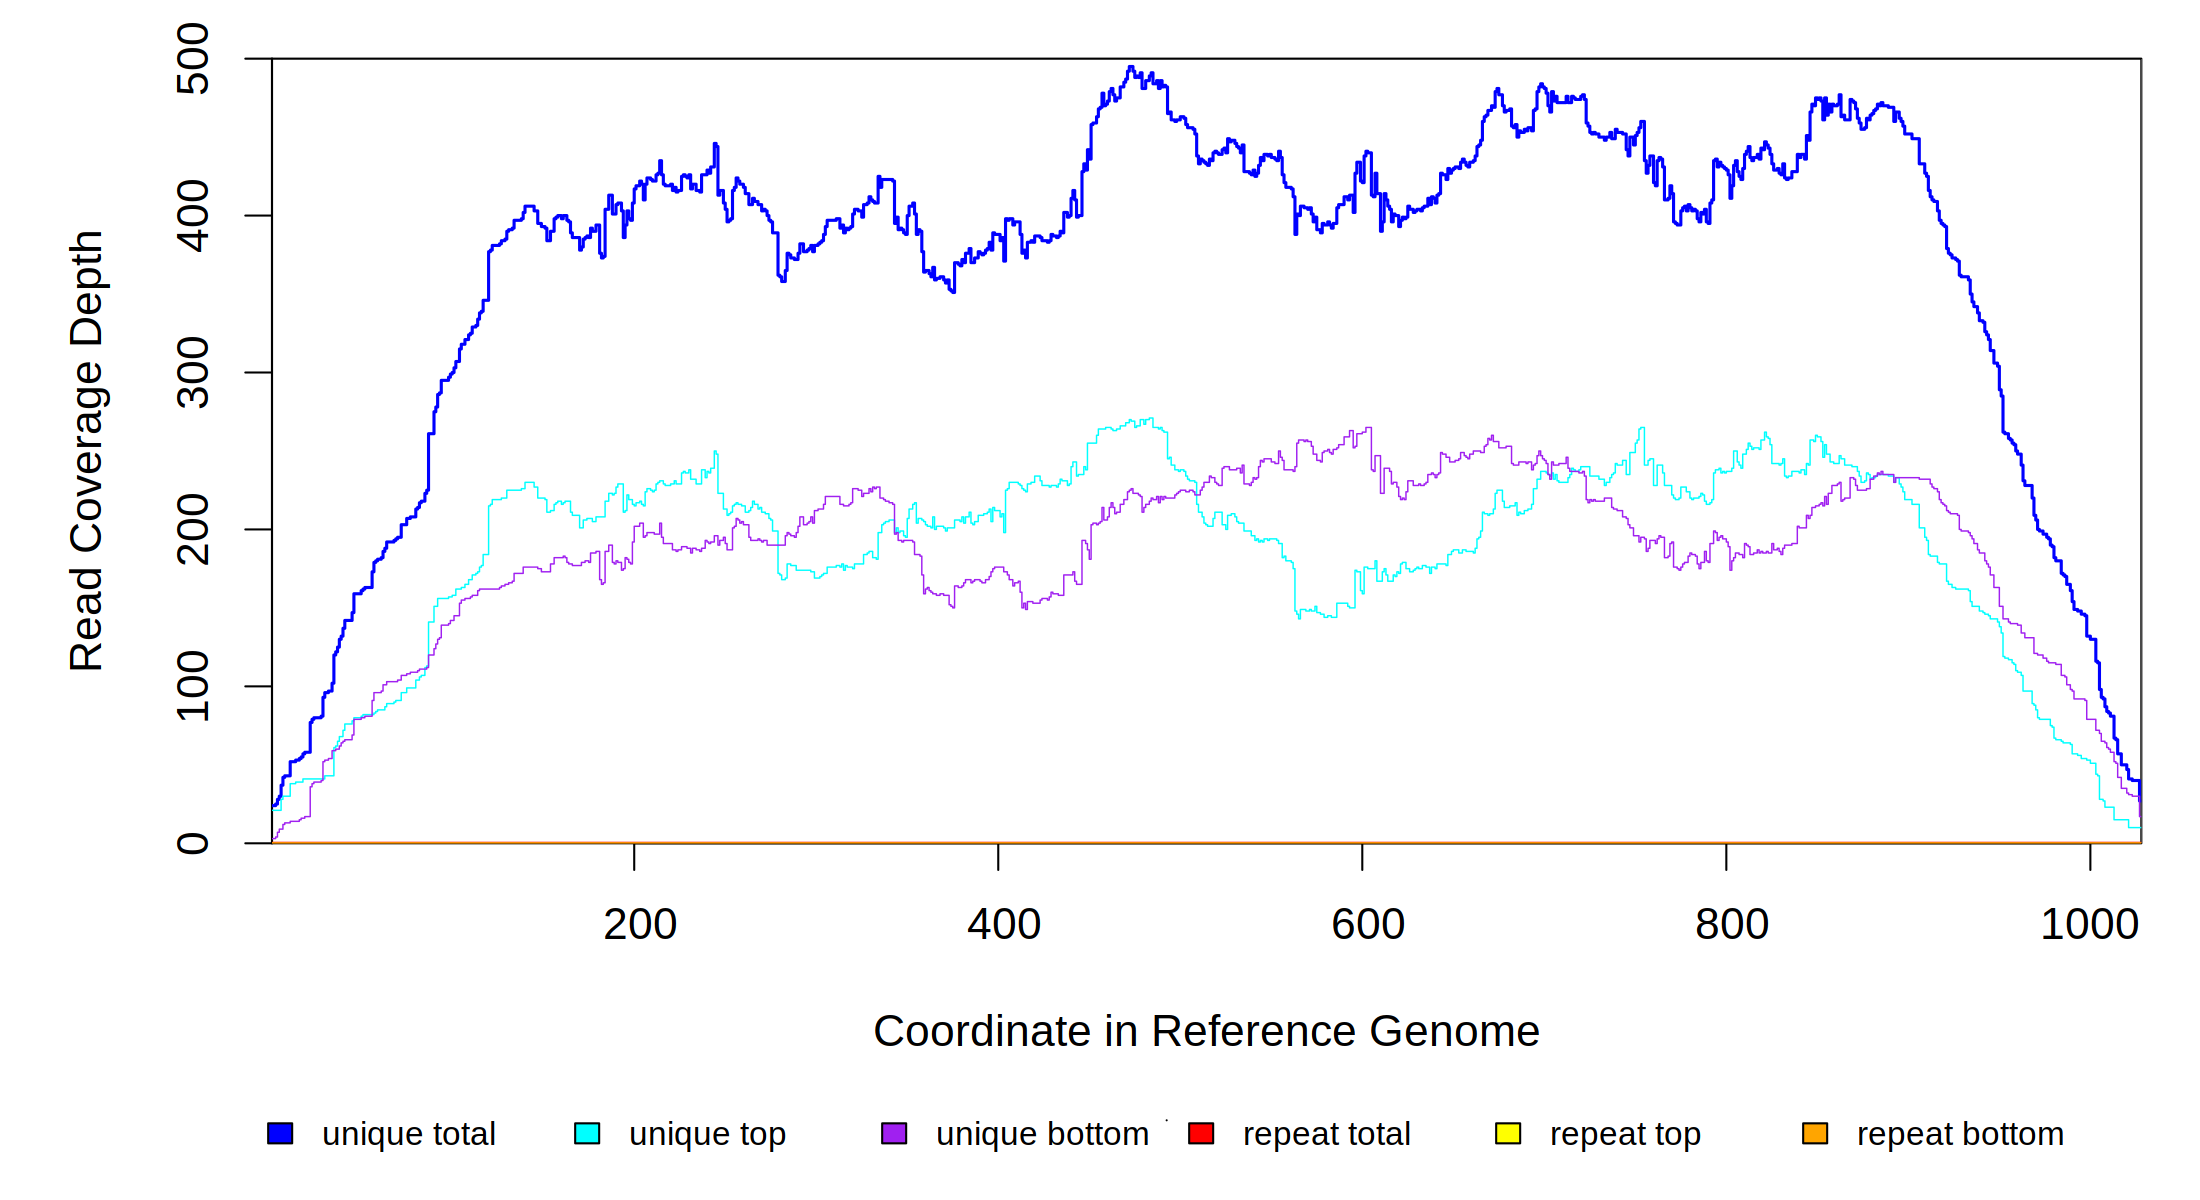 500
400
300
200
100
0
Read Coverage Depth
200 400 600 800 1000
Coordinate in Reference Genome
unique total unique top unique bottom repeat total repeat top repeat bottom